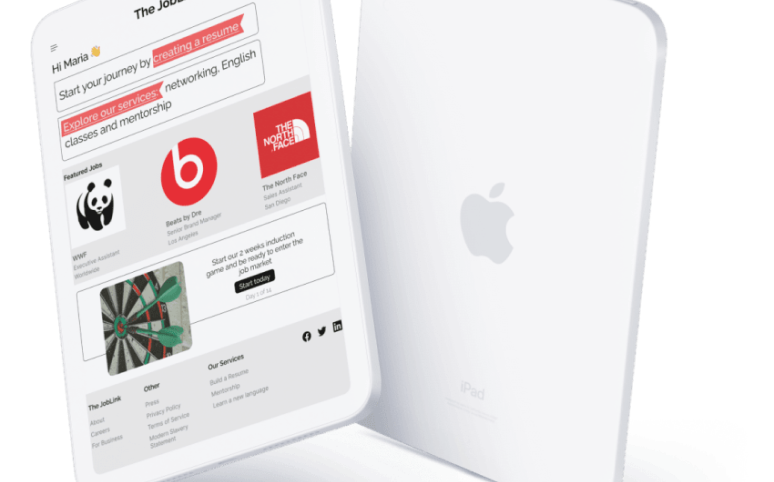 The JobL
Hi Maria 👋
Start your journey by creating a resume
Explore our services: networking, English
classes and mentorship
Featured Jobs
WWF
Executive Assistant
Worldwide
Beats by Dre
Senior Brand Manager
Los Angeles
THE
NORTH
FACE
The North Face
Sales Assistant
San Diego
Start our 2 weeks induction
game and be ready to enter the
job market
Start today
Day 1 of 14
The JobLink
About
Careers
For Business
Other
Press
Privacy Policy
Terms of Service
Modern Slavery
Statement
Our Services
Build a Resume
Mentorship
Learn a new language
iPad